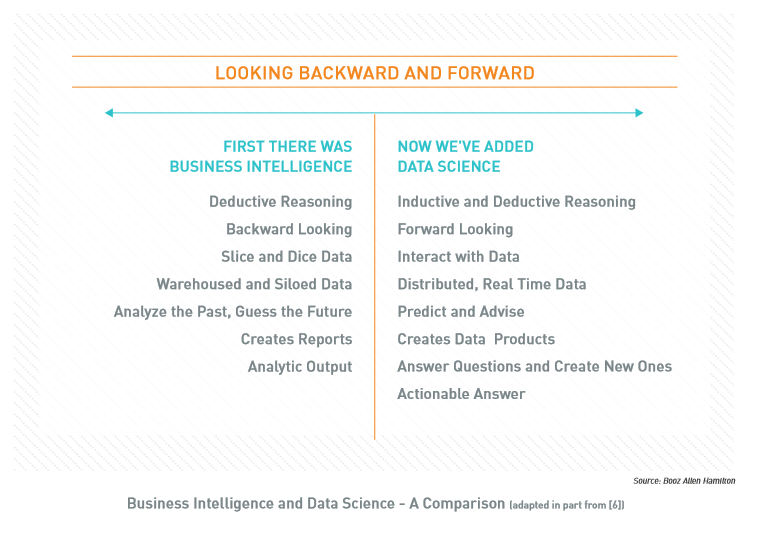 LOOKING BACKWARD AND FORWARD
FIRST THERE WAS
BUSINESS INTELLIGENCE
Deductive Reasoning
Backward Looking
Slice and Dice Data
Warehoused and Siloed Data
Analyze the Past, Guess the Future
Creates Reports
Analytic Output
NOW WE'VE ADDED
DATA SCIENCE
Inductive and Deductive Reasoning
Forward Looking
Interact with Data
Distributed, Real Time Data
Predict and Advise
Creates Data Products
Answer Questions and Create New Ones
Actionable Answer
Source: Booz Allen Hamilton
Business Intelligence and Data Science - A Comparison (adapted in part from [6])